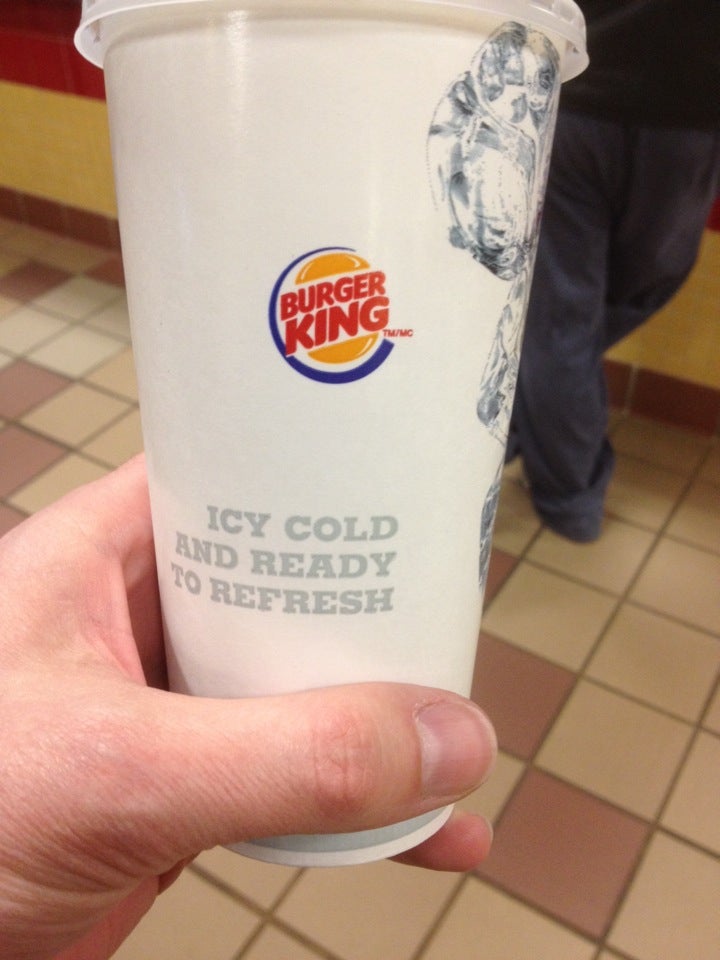 BURGER
KING TM/MC
ICY COLD
AND READY
TO REFRESH